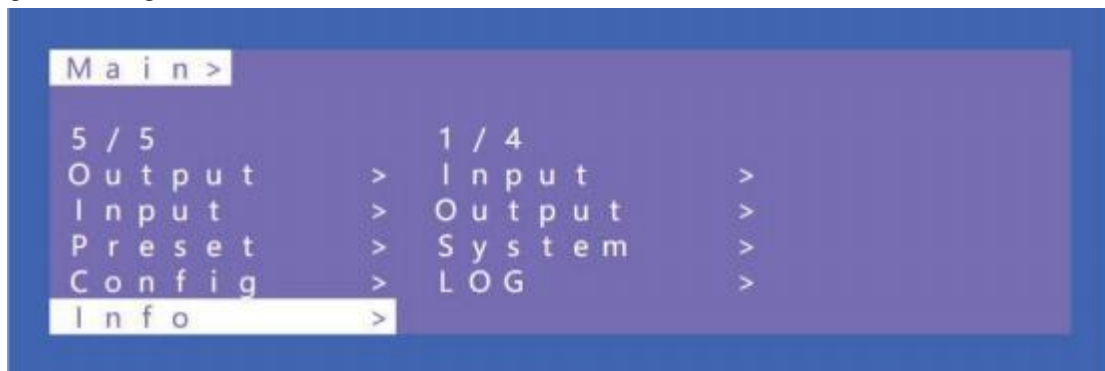 Main>
5/5 1/4
Output > Input >
Input > Output >
Preset > System >
Config > LOG >
Info >